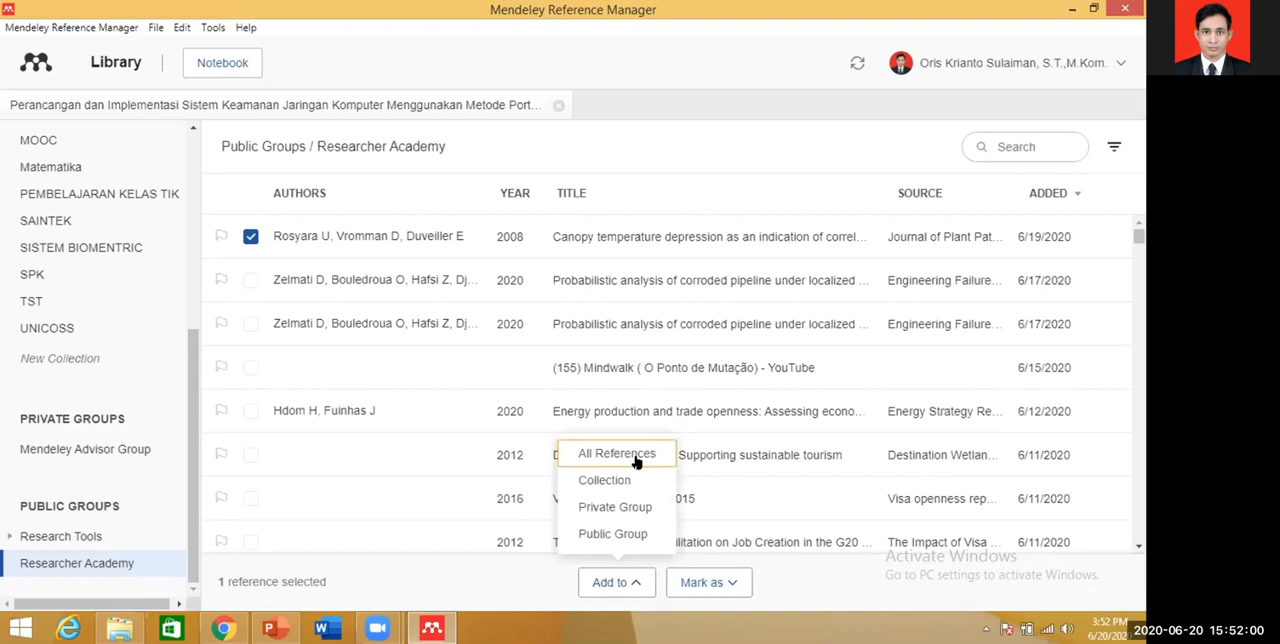 Mendeley Reference Manager
Mendeley Reference Manager File Edit Tools Help
Library Notebook Oris Krianto Sulaiman, S.T.,M.Kom.
Perancangan dan Implementasi Sistem Keamanan Jaringan Komputer Menggunakan Metode Port...
MOOC
Matematika
PEMBELAJARAN KELAS TIK
SAINTEK
SISTEM BIOMENTRIC
SPK
TST
UNICOSS
New Collection
PRIVATE GROUPS
Mendeley Advisor Group
PUBLIC GROUPS
Research Tools
Researcher Academy
Public Groups / Researcher Academy Search
AUTHORS YEAR TITLE SOURCE ADDED
Rosyara U, Vromman D, Duveiller E 2008 Canopy temperature depression as an indication of correl... Journal of Plant Pat... 6/19/2020
Zelmati D, Bouledroua O, Hafsi Z, Dj... 2020 Probabilistic analysis of corroded pipeline under localized ... Engineering Failure... 6/17/2020
Zelmati D, Bouledroua O, Hafsi Z, Dj... 2020 Probabilistic analysis of corroded pipeline under localized ... Engineering Failure... 6/17/2020
(155) Mindwalk ( O Ponto de Mutação) - YouTube 6/15/2020
Hdom H, Fuinhas J 2020 Energy production and trade openness: Assessing econo... Energy Strategy Re... 6/12/2020
2012 Supporting sustainable tourism Destination Wetlan... 6/11/2020
2016 015 Visa openness rep... 6/11/2020
2012 on Job Creation in the G20 ... The Impact of Visa ... 6/11/2020
All References
Collection
Private Group
Public Group
1 reference selected Add to Mark as
Activate Windows
Go to PC settings to activate Windows.
3:52 PM
6/20/20
2020-06-20 15:52:00